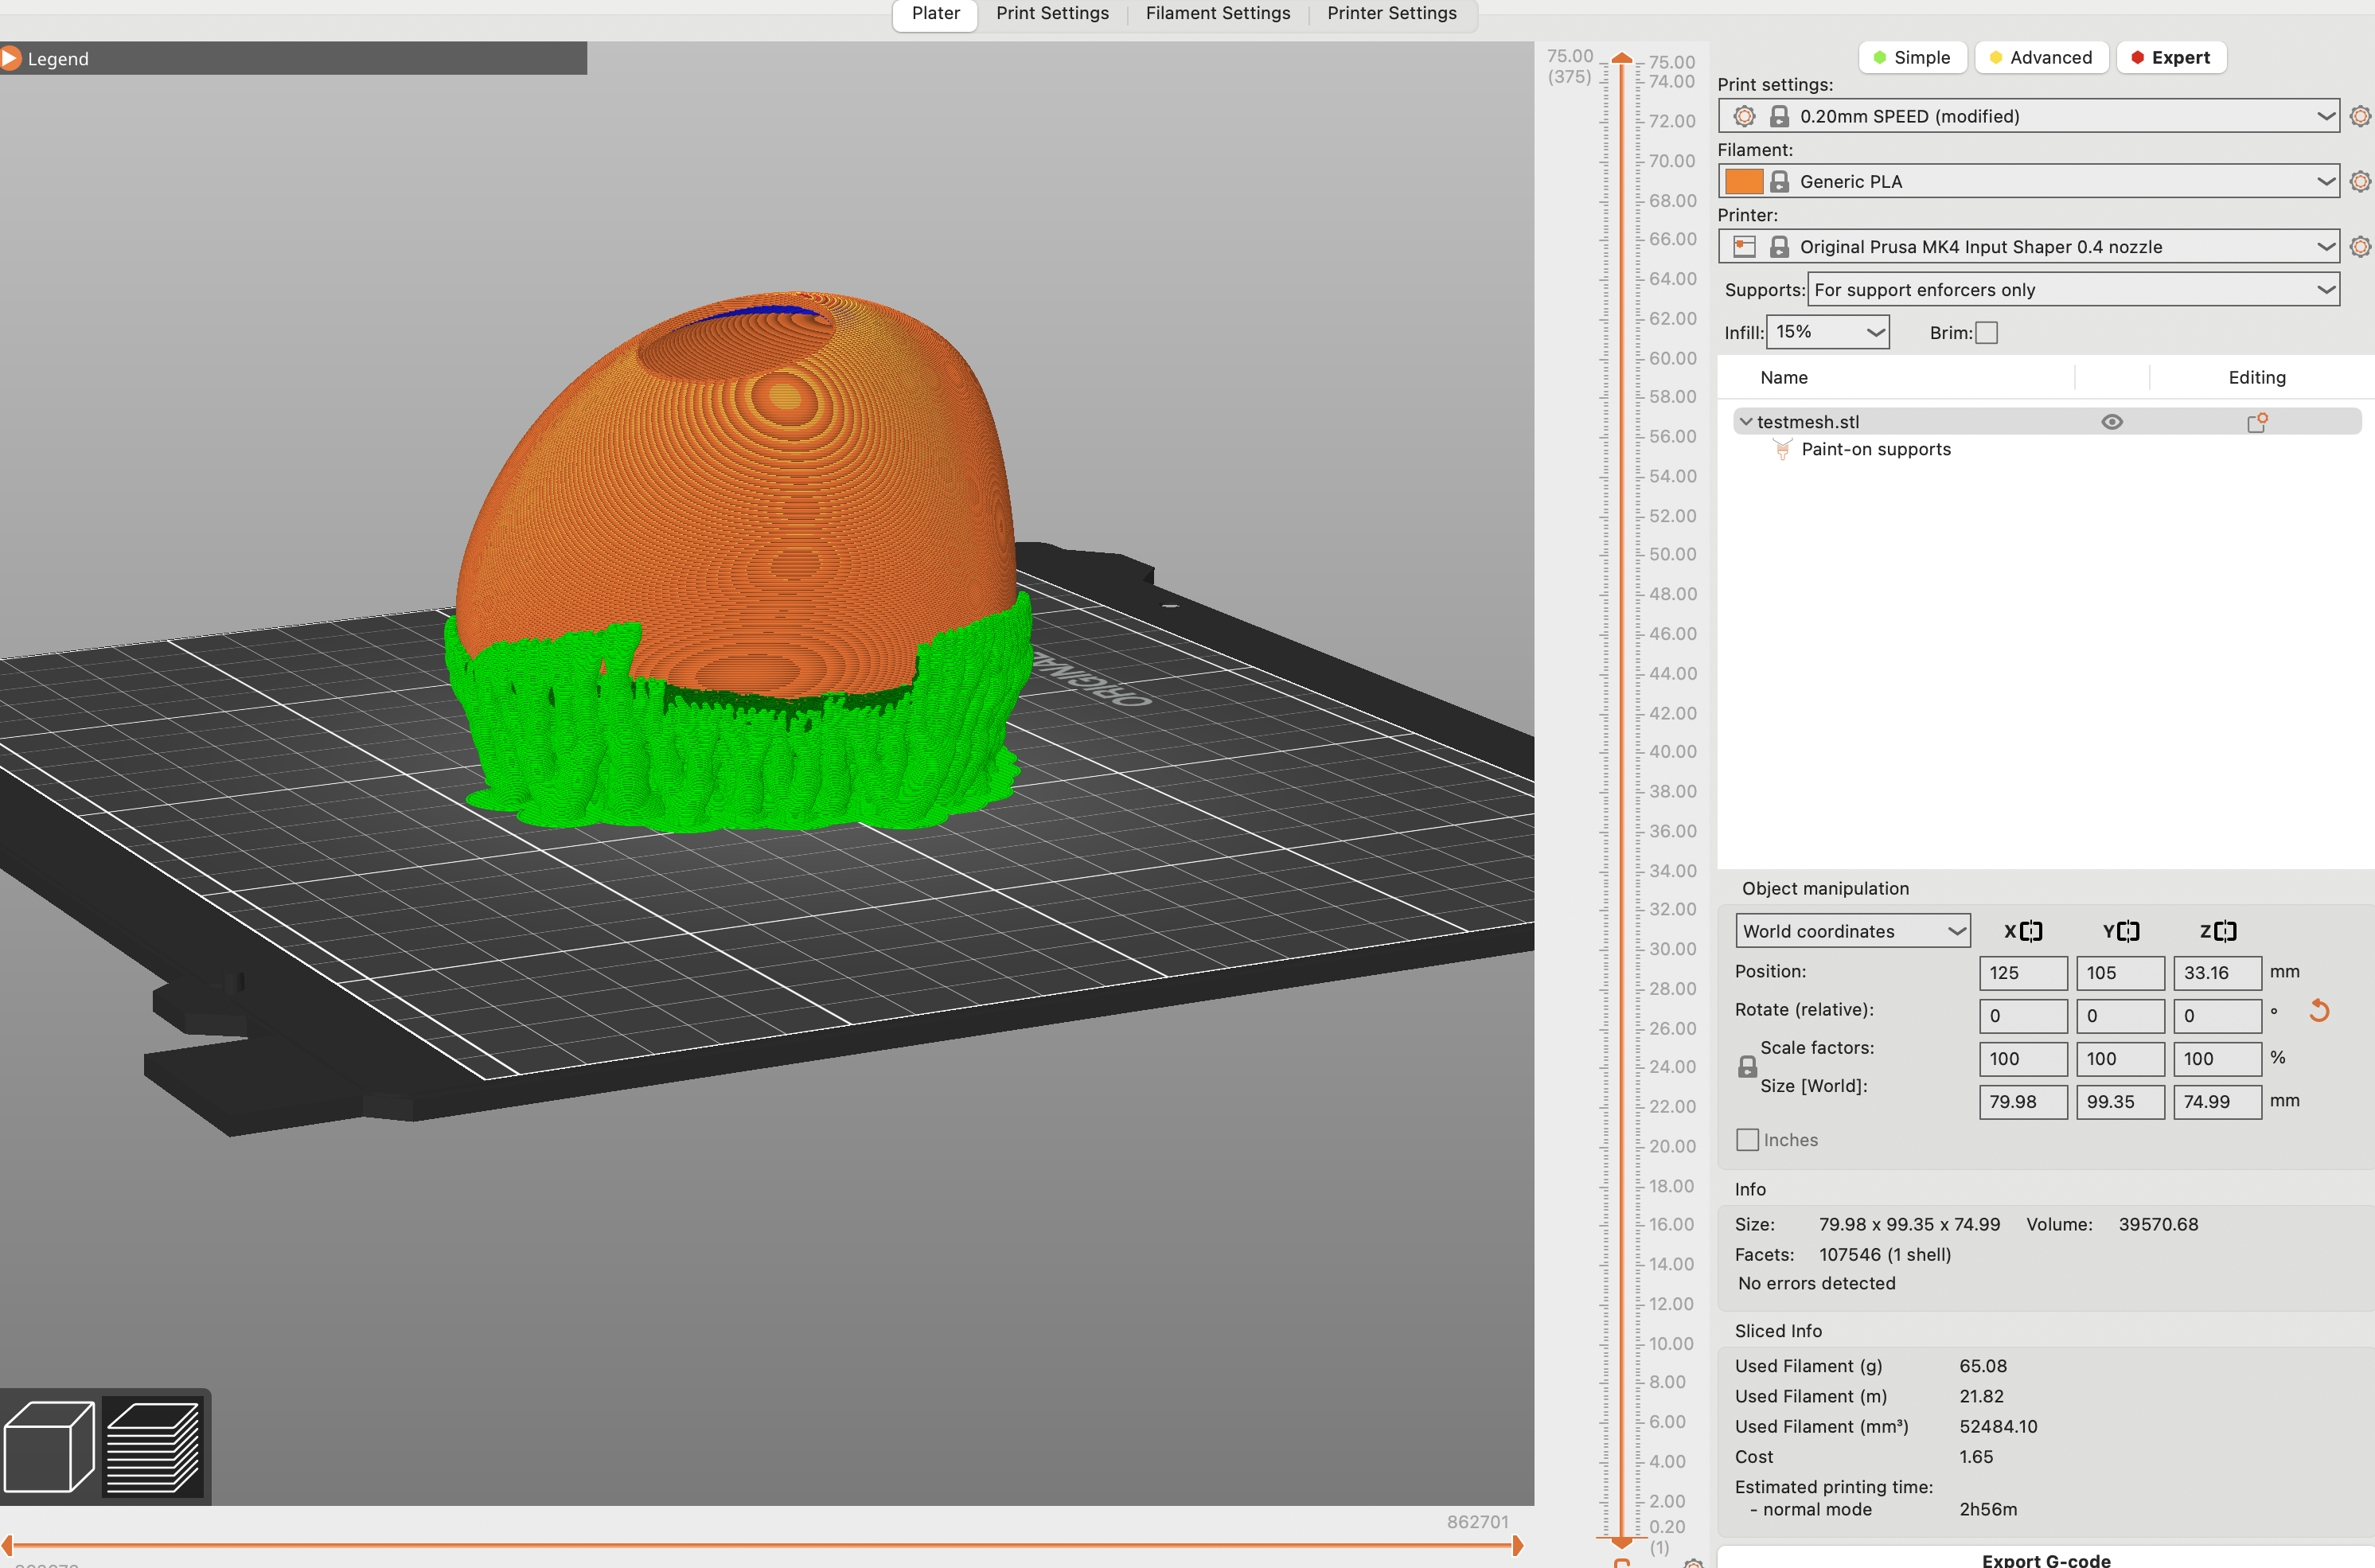 Plater Print Settings Filament Settings Printer Settings
Legend
75.00
(375)
75.00
74.00
72.00
70.00
68.00
66.00
64.00
62.00
60.00
58.00
56.00
54.00
52.00
50.00
48.00
46.00
44.00
42.00
40.00
38.00
36.00
34.00
32.00
30.00
28.00
26.00
24.00
22.00
20.00
18.00
16.00
14.00
12.00
10.00
8.00
6.00
4.00
2.00
0.20
(1)
ORIGINAL
862701
Simple Advanced Expert
Print settings:
0.20mm SPEED (modified)
Filament:
Generic PLA
Printer:
Original Prusa MK4 Input Shaper 0.4 nozzle
Supports: For support enforcers only
Infill: 15% Brim:
Name Editing
testmesh.stl
Paint-on supports
Object manipulation
World coordinates X Y Z
Position: 125 105 33.16 mm
Rotate (relative): 0 0 0 °
Scale factors: 100 100 100 %
Size [World]: 79.98 99.35 74.99 mm
Inches
Info
Size: 79.98 x 99.35 x 74.99 Volume: 39570.68
Facets: 107546 (1 shell)
No errors detected
Sliced Info
Used Filament (g) 65.08
Used Filament (m) 21.82
Used Filament (mm³) 52484.10
Cost 1.65
Estimated printing time:
- normal mode 2h56m
Export G-code